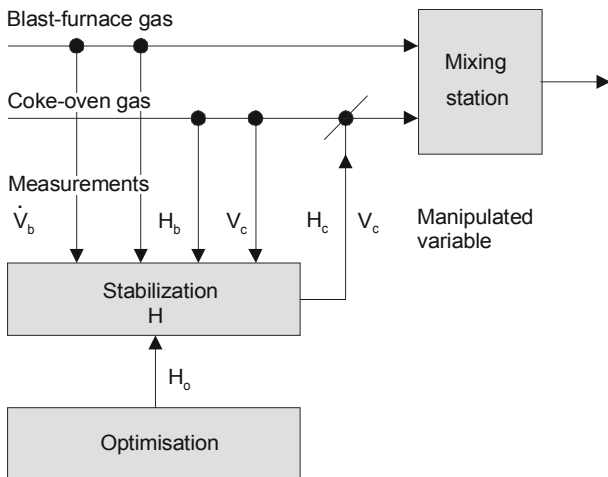 Blast-furnace gas
Mixing
station
Coke-oven gas
Measurements
V̇b Hb Vc Hc Vc
Manipulated
variable
Stabilization
H
Ho
Optimisation